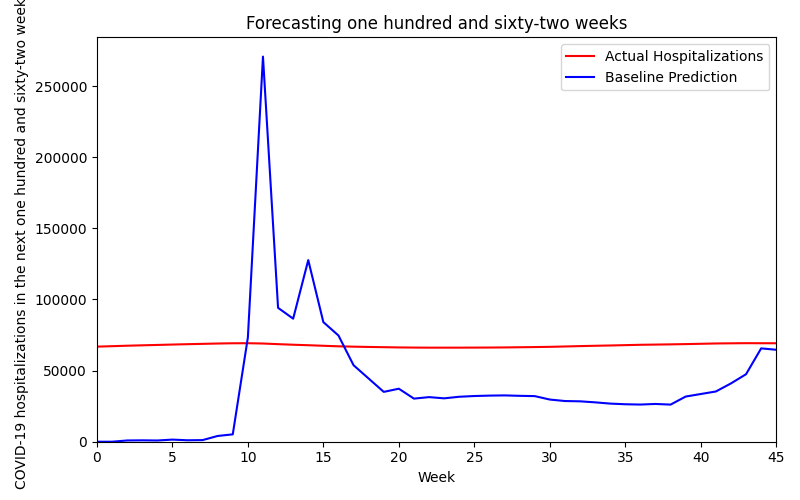 Forecasting one hundred and sixty-two weeks
COVID-19 hospitalizations in the next one hundred and sixty-two week
250000
200000
150000
100000
50000
0
Actual Hospitalizations
Baseline Prediction
0 5 10 15 20 25 30 35 40 45
Week